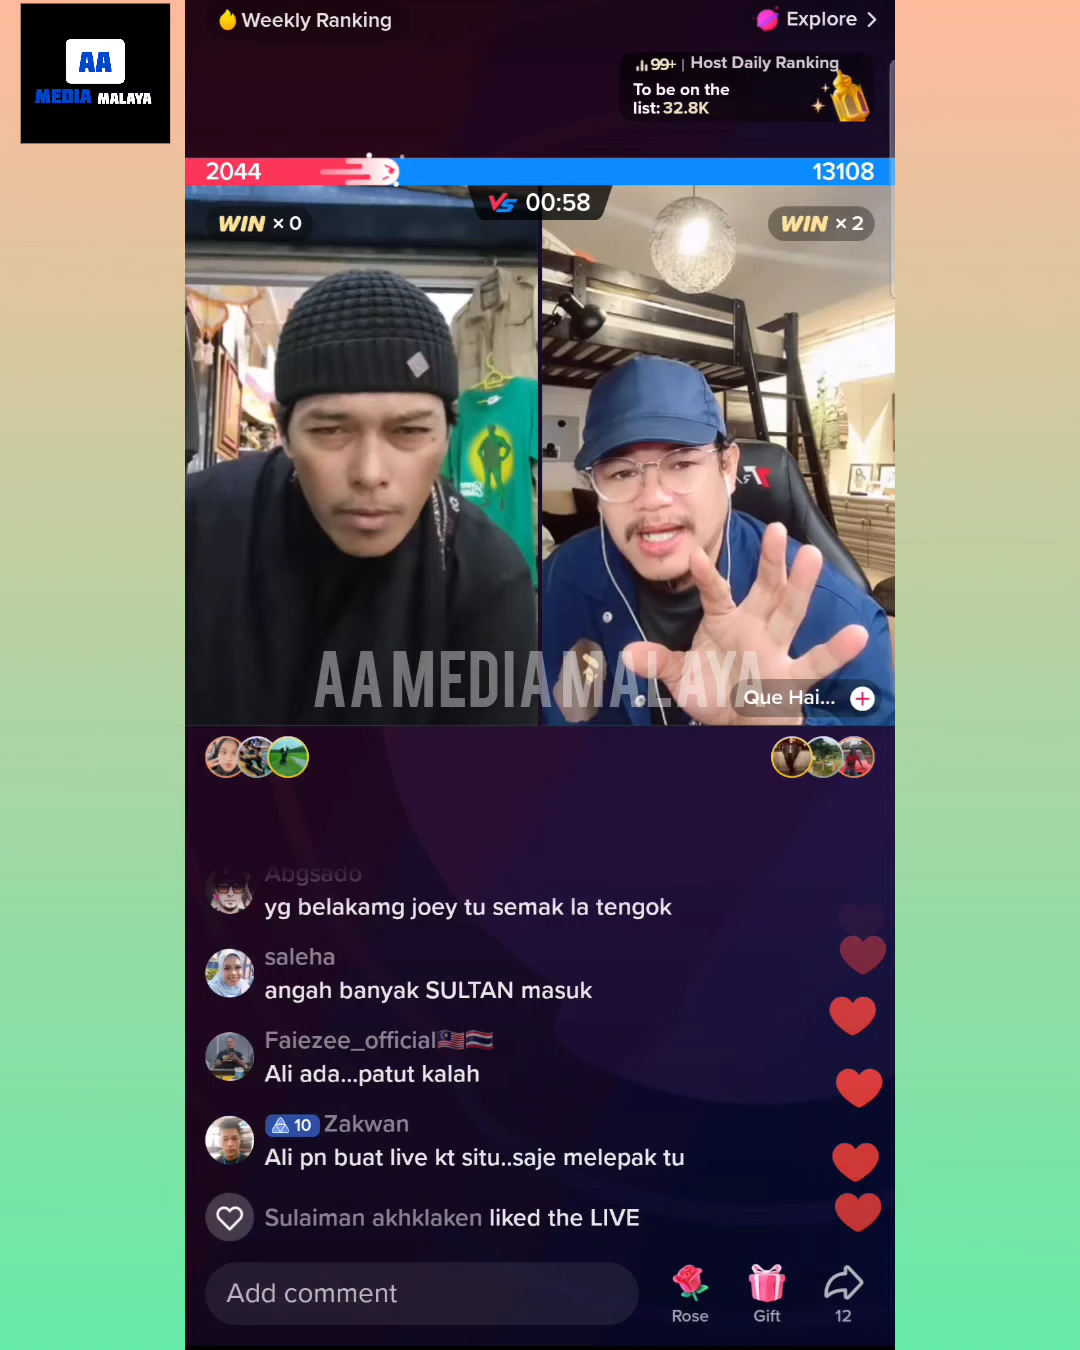 AA
MEDIA MALAYA
Weekly Ranking
Explore >
99+ | Host Daily Ranking
To be on the
list: 32.8K
2044
13108
VS 00:58
WIN × 0
WIN × 2
AA MEDIA MALAYA
Que Hai...
Abgsado
yg belakamg joey tu semak la tengok
saleha
angah banyak SULTAN masuk
Faiezee_official🇲🇾🇹🇭
Ali ada...patut kalah
10 Zakwan
Ali pn buat live kt situ..saje melepak tu
Sulaiman akhklaken liked the LIVE
Add comment
Rose
Gift
12